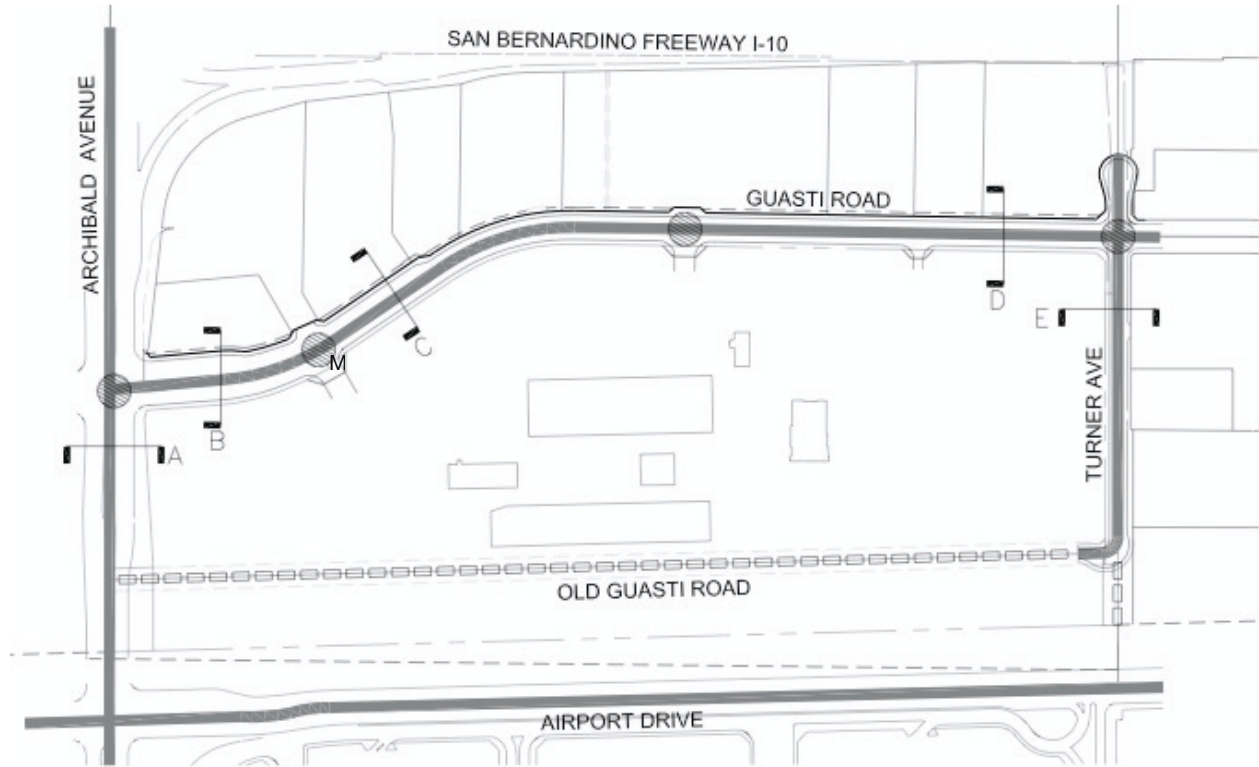 SAN BERNARDINO FREEWAY I-10
ARCHIBALD AVENUE
GUASTI ROAD
D
E
C
M
B
A
TURNER AVE
OLD GUASTI ROAD
AIRPORT DRIVE